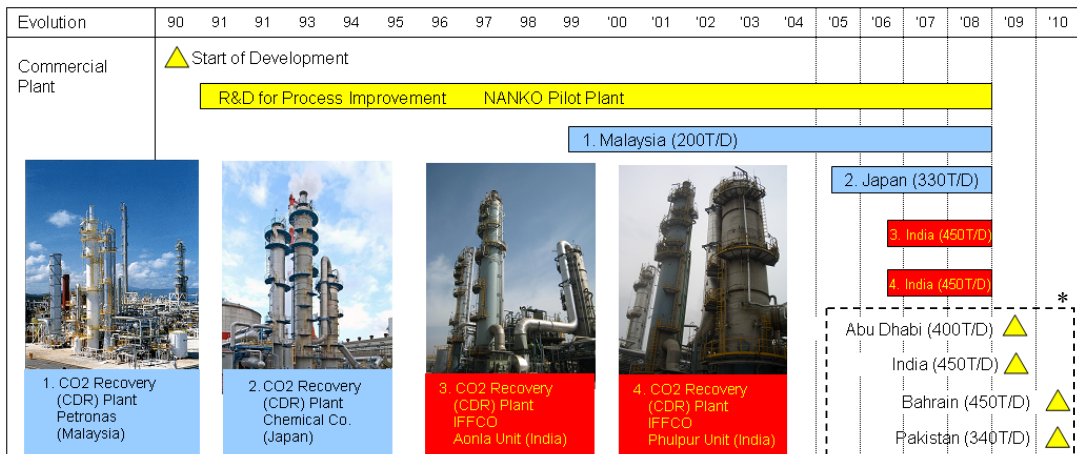 Evolution 90 91 91 93 94 95 96 97 98 99 '00 '01 '02 '03 '04 '05 '06 '07 '08 '09 '10
Commercial
Plant
Start of Development
R&D for Process Improvement NANKO Pilot Plant
1. Malaysia (200T/D)
2. Japan (330T/D)
3. India (450T/D)
4. India (450T/D)
*
Abu Dhabi (400T/D)
India (450T/D)
Bahrain (450T/D)
Pakistan (340T/D)
1. CO2 Recovery
(CDR) Plant
Petronas
(Malaysia)
2. CO2 Recovery
(CDR) Plant
Chemical Co.
(Japan)
3. CO2 Recovery
(CDR) Plant
IFFCO
Aonla Unit (India)
4. CO2 Recovery
(CDR) Plant
IFFCO
Phulpur Unit (India)